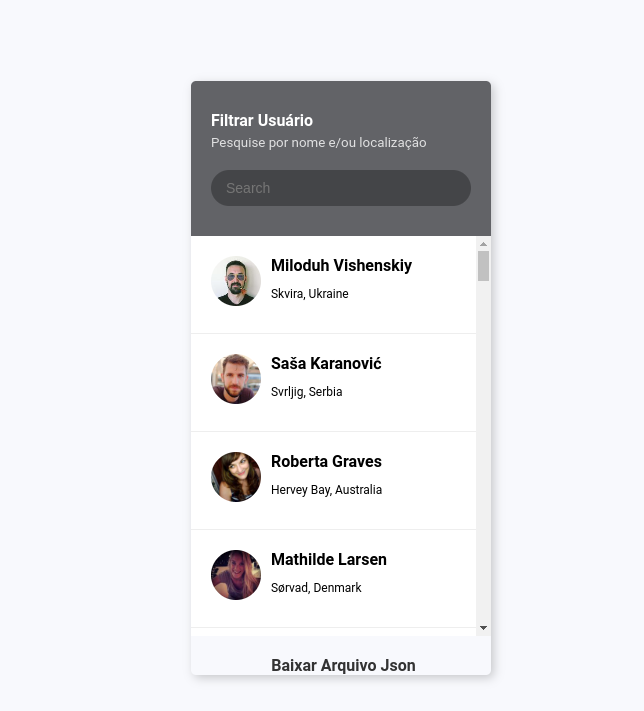 Filtrar Usuário
Pesquise por nome e/ou localização
Search
Miloduh Vishenskiy
Skvira, Ukraine
Saša Karanović
Svrljig, Serbia
Roberta Graves
Hervey Bay, Australia
Mathilde Larsen
Sørvad, Denmark
Baixar Arquivo Json